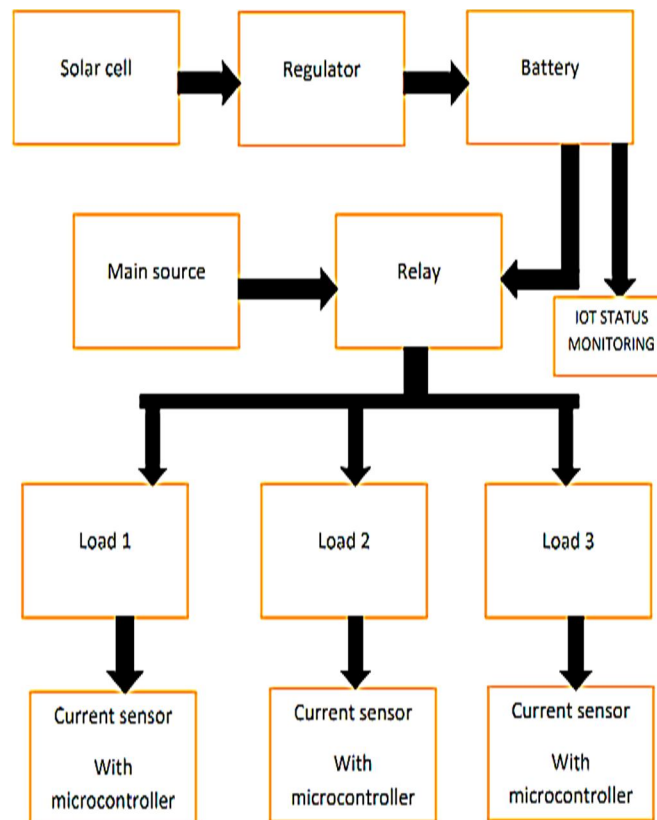 Solar cell
Regulator
Battery
Main source
Relay
IOT STATUS
MONITORING
Load 1
Load 2
Load 3
Current sensor
With
microcontroller
Current sensor
With
microcontroller
Current sensor
With
microcontroller